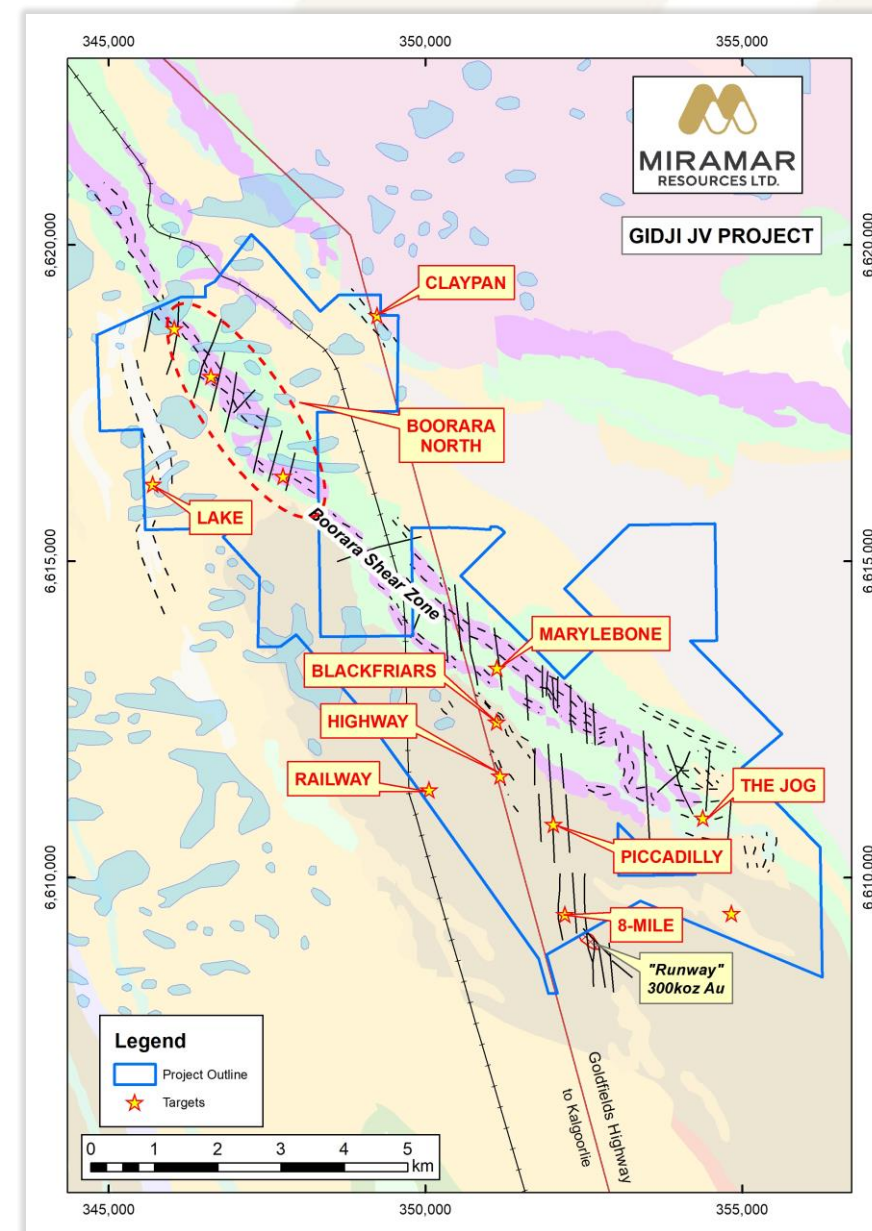 345,000
350,000
355,000
MIRAMAR
RESOURCES LTD.
GIDJI JV PROJECT
6,620,000
6,620,000
CLAYPAN
BOORARA
NORTH
LAKE
6,615,000
6,615,000
Boorara Shear Zone
MARYLEBONE
BLACKFRIARS
HIGHWAY
RAILWAY
THE JOG
PICCADILLY
6,610,000
6,610,000
8-MILE
"Runway"
300koz Au
Legend
Project Outline
Targets
Goldfields Highway
to Kalgoorlie
0 1 2 3 4 5
km
345,000
350,000
355,000